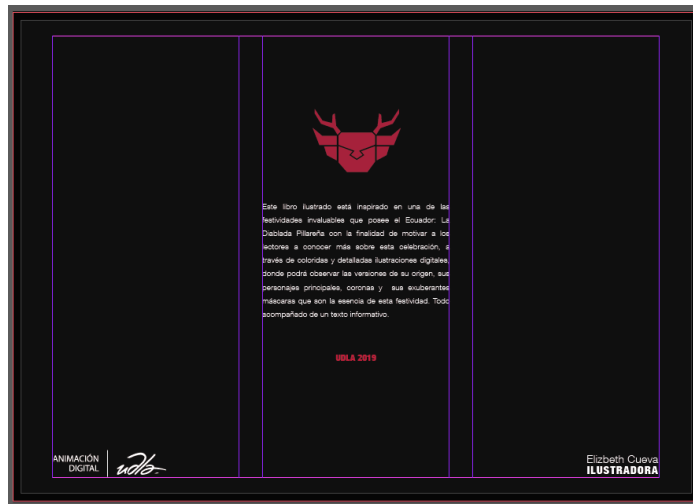 Este libro ilustrado está inspirado en una de las
festividades invaluables que posee el Ecuador: La
Diablada Pillareña con la finalidad de motivar a los
lectores a conocer más sobre esta celebración, a
través de coloridas y detalladas ilustraciones digitales,
donde podrá observar las versiones de su origen, sus
personajes principales, coronas y sus exuberantes
máscaras que son la esencia de esta festividad. Todo
acompañado de un texto informativo.
UDLA 2019
ANIMACIÓN
DIGITAL
udla-
Elizbeth Cueva
ILUSTRADORA